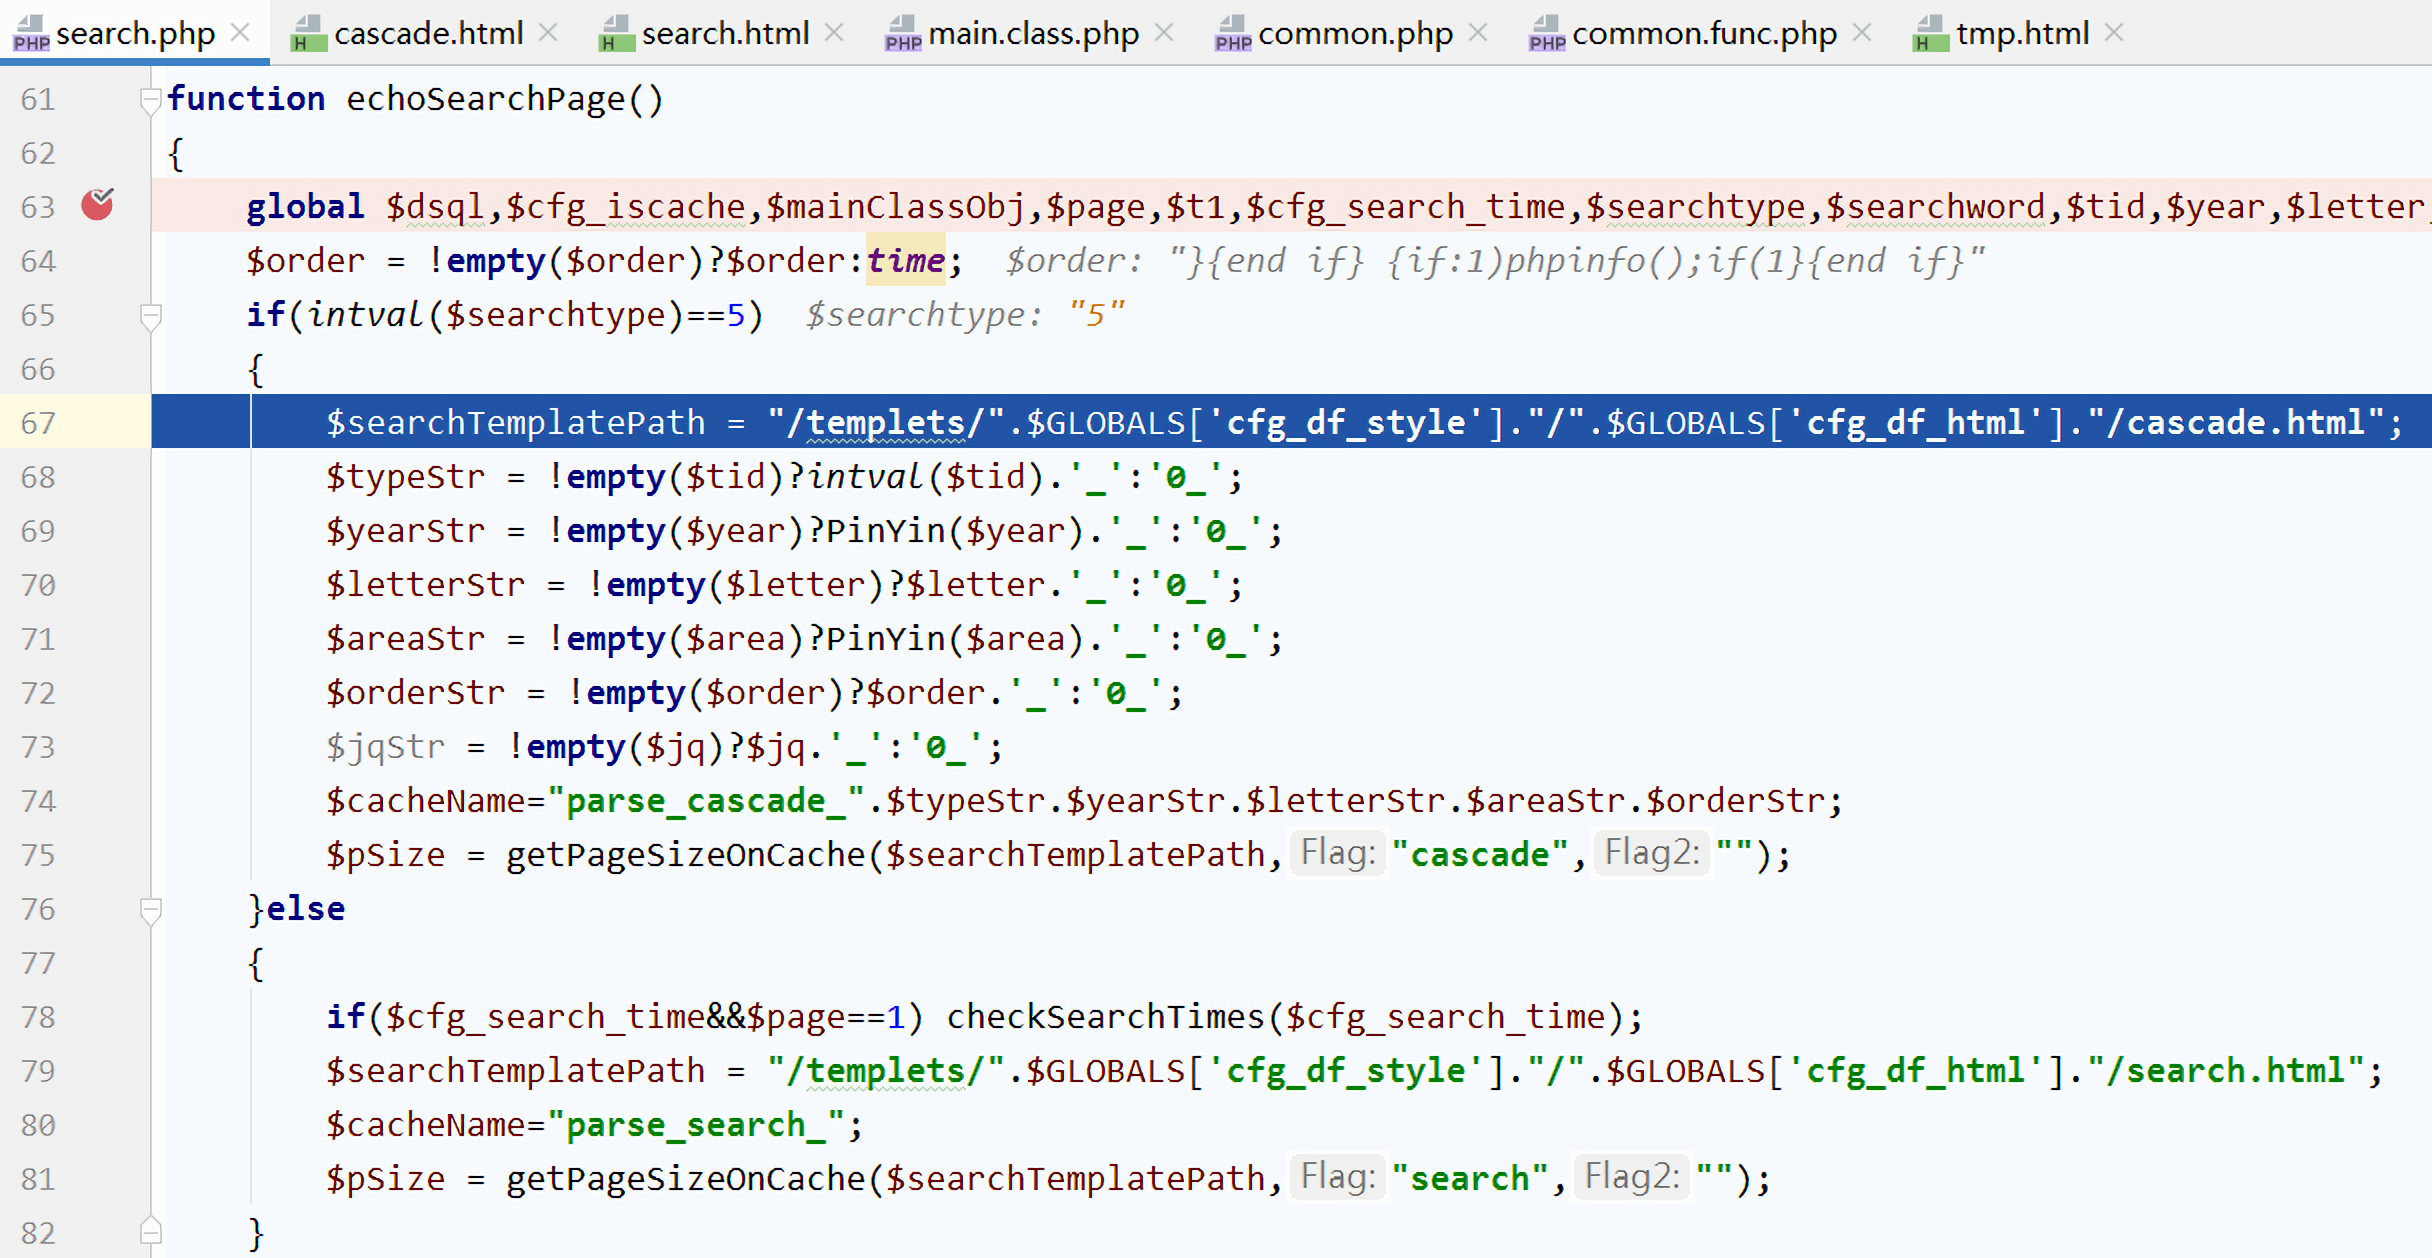 search.php cascade.html search.html main.class.php common.php common.func.php tmp.html
61 function echoSearchPage()
62 {
63 global $dsql,$cfg_iscache,$mainClassObj,$page,$t1,$cfg_search_time,$searchtype,$searchword,$tid,$year,$letter,
64 $order = !empty($order)?$order:time; $order: "}{end if} {if:1)phpinfo();if(1}{end if}"
65 if(intval($searchtype)==5) $searchtype: "5"
66 {
67 $searchTemplatePath = "/templets/".$GLOBALS['cfg_df_style']."/".$GLOBALS['cfg_df_html']."/cascade.html";
68 $typeStr = !empty($tid)?intval($tid).'_':'0_';
69 $yearStr = !empty($year)?PinYin($year).'_':'0_';
70 $letterStr = !empty($letter)?$letter.'_':'0_';
71 $areaStr = !empty($area)?PinYin($area).'_':'0_';
72 $orderStr = !empty($order)?$order.'_':'0_';
73 $jqStr = !empty($jq)?$jq.'_':'0_';
74 $cacheName="parse_cascade_".$typeStr.$yearStr.$letterStr.$areaStr.$orderStr;
75 $pSize = getPageSizeOnCache($searchTemplatePath, Flag: "cascade", Flag2: "");
76 }else
77 {
78 if($cfg_search_time&&$page==1) checkSearchTimes($cfg_search_time);
79 $searchTemplatePath = "/templets/".$GLOBALS['cfg_df_style']."/".$GLOBALS['cfg_df_html']."/search.html";
80 $cacheName="parse_search_";
81 $pSize = getPageSizeOnCache($searchTemplatePath, Flag: "search", Flag2: "");
82 }